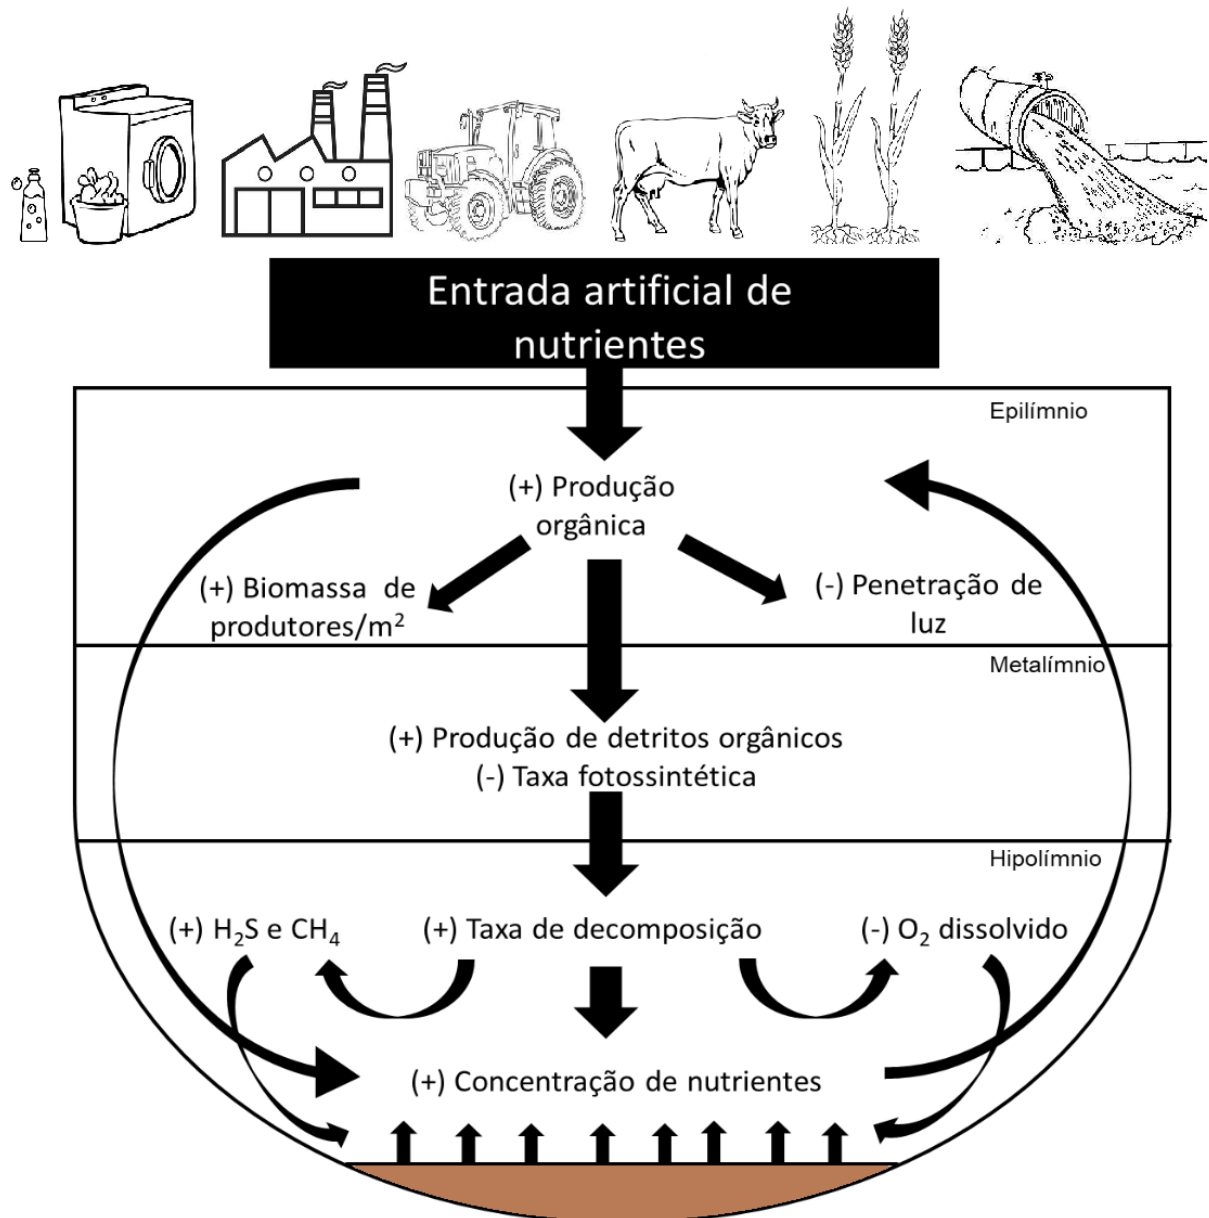 Entrada artificial de
nutrientes
Epilímnio
(+) Produção
orgânica
(+) Biomassa de
produtores/m²
(-) Penetração de
luz
Metalímnio
(+) Produção de detritos orgânicos
(-) Taxa fotossintética
Hipolímnio
(+) H₂S e CH₄
(+) Taxa de decomposição
(-) O₂ dissolvido
(+) Concentração de nutrientes